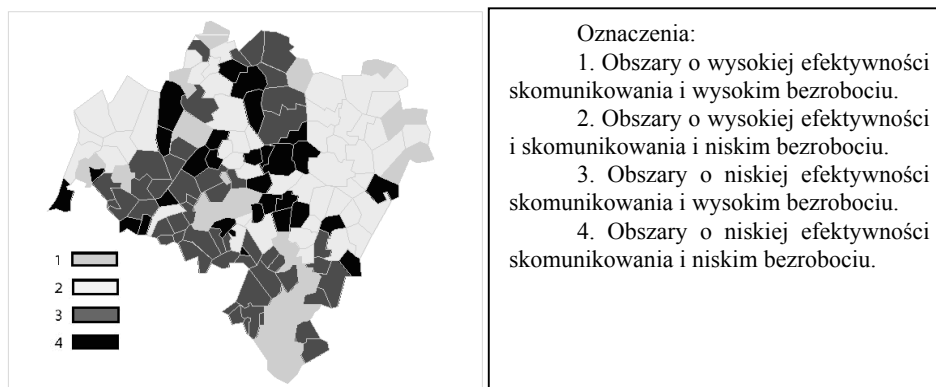 1
2
3
4
Oznaczenia:
1. Obszary o wysokiej efektywności
skomunikowania i wysokim bezrobociu.
2. Obszary o wysokiej efektywności
i skomunikowania i niskim bezrobociu.
3. Obszary o niskiej efektywności
skomunikowania i wysokim bezrobociu.
4. Obszary o niskiej efektywności
skomunikowania i niskim bezrobociu.